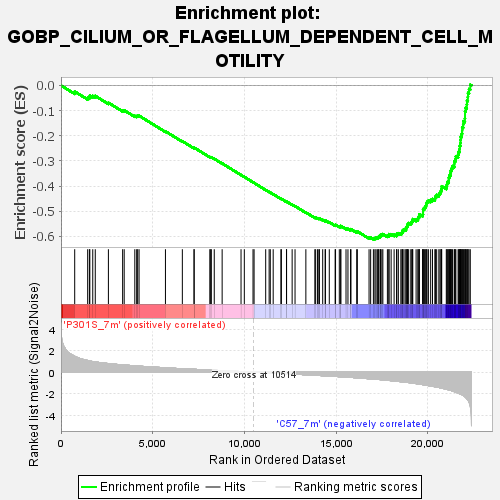 Enrichment plot:
GOBP_CILIUM_OR_FLAGELLUM_DEPENDENT_CELL_M
OTILITY
Enrichment score (ES)
0.0
-0.1
-0.2
-0.3
-0.4
-0.5
-0.6
Ranked list metric (Signal2Noise)
4
2
0
-2
-4
'P301S_7m' (positively correlated)
Zero cross at 10514
'C57_7m' (negatively correlated)
0
5,000
10,000
15,000
20,000
Rank in Ordered Dataset
Enrichment profile
Hits
Ranking metric scores